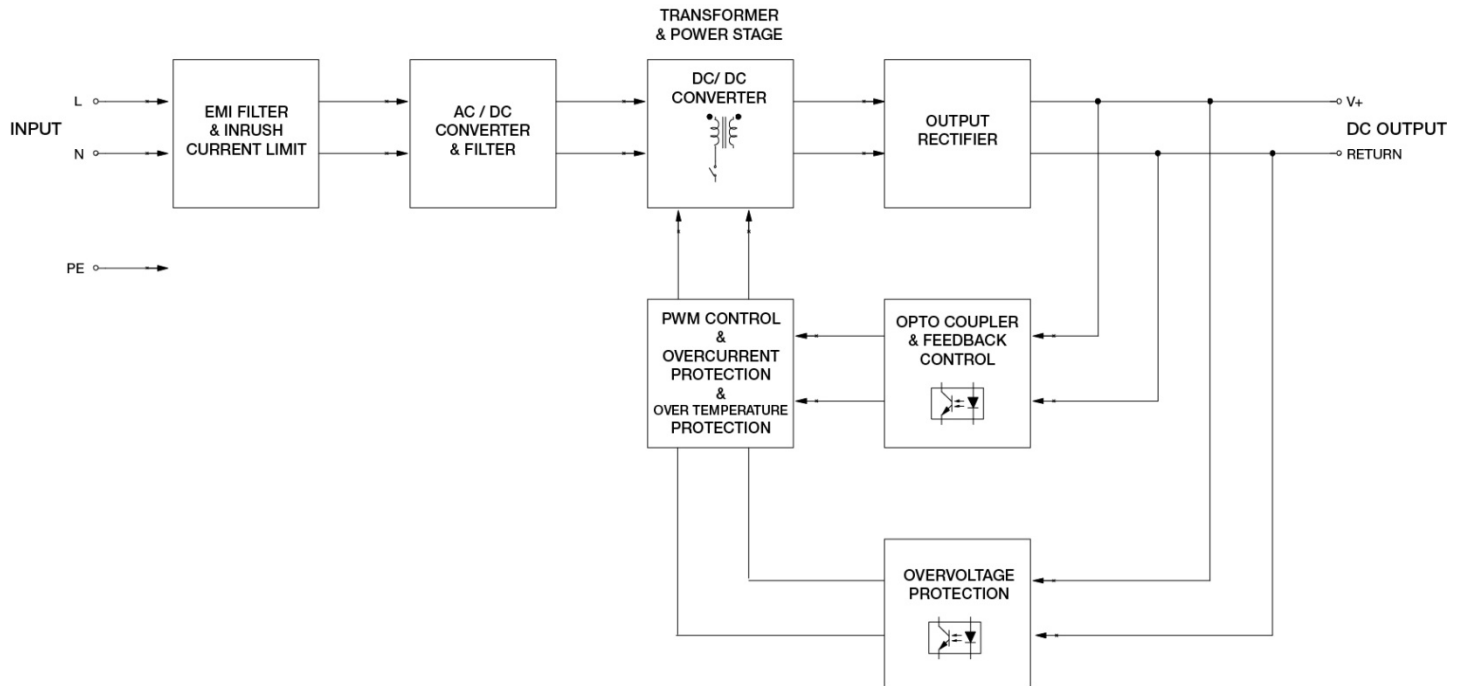 TRANSFORMER
& POWER STAGE
INPUT
L
N
PE
EMI FILTER
& INRUSH
CURRENT LIMIT
AC / DC
CONVERTER
& FILTER
DC/ DC
CONVERTER
OUTPUT
RECTIFIER
V+
DC OUTPUT
RETURN
PWM CONTROL
&
OVERCURRENT
PROTECTION
&
OVER TEMPERATURE
PROTECTION
OPTO COUPLER
& FEEDBACK
CONTROL
OVERVOLTAGE
PROTECTION